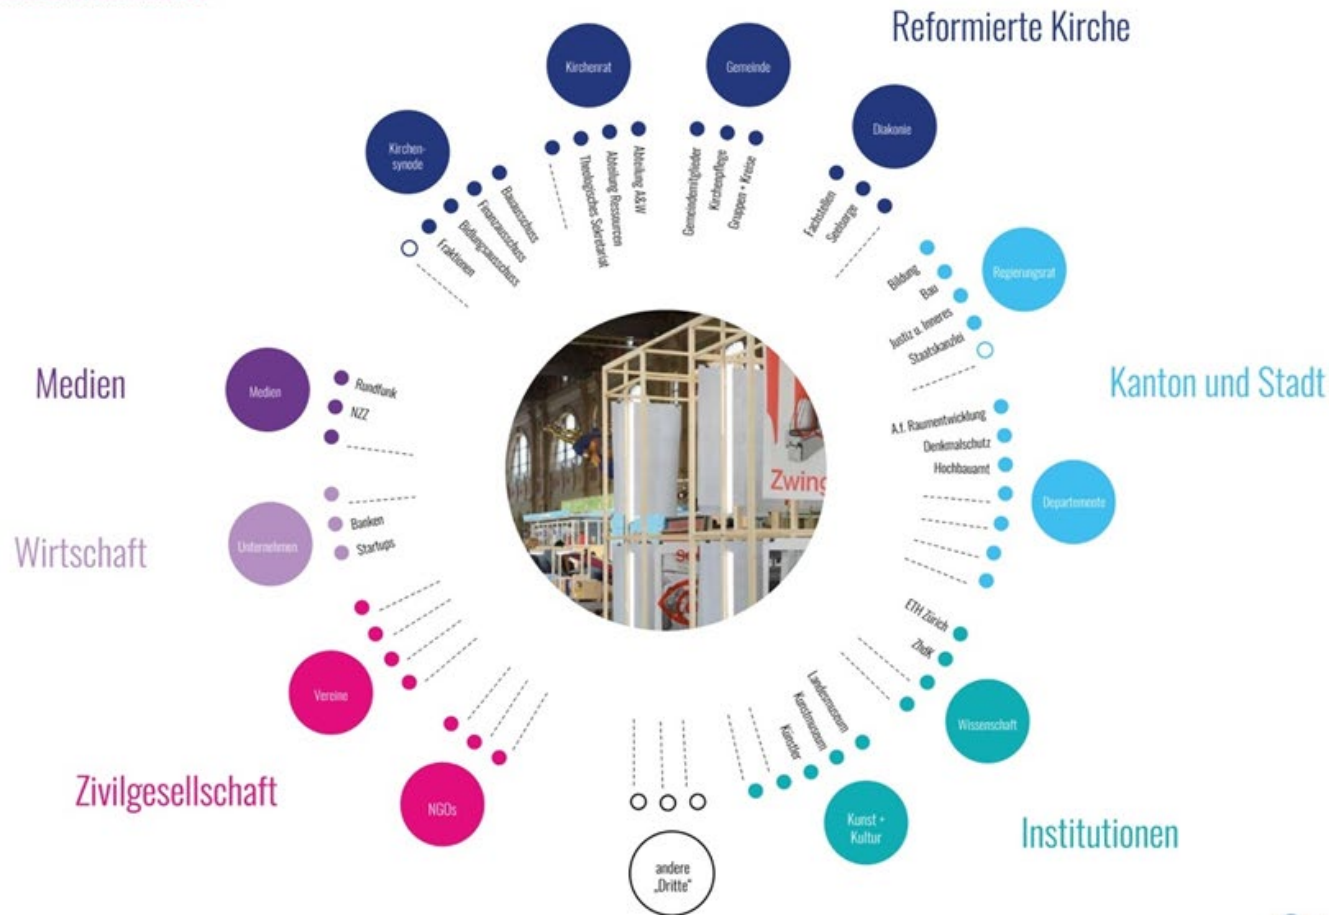 Reformierte Kirche
Kirchenrat
Gemeinde
Diakonie
Kirchen-
synode
Fraktionen
Bildungsausschuss
Finanzausschuss
Bauausschuss
Theologisches Sekretariat
Abteilung Ressourcen
Abteilung A&W
Gemeindemitglieder
Kirchenpflege
Gruppen + Kreise
Fachstellen
Seelsorge
Kanton und Stadt
Regierungsrat
Bildung
Bau
Justiz u. Inneres
Staatskanzlei
Departemente
A.f. Raumentwicklung
Denkmalschutz
Hochbauamt
Institutionen
Wissenschaft
ETH Zürich
ZhdK
Kunst +
Kultur
Landesmuseum
Kunstmuseum
Künstler
andere
„Dritte“
Zivilgesellschaft
NGOs
Vereine
Wirtschaft
Unternehmen
Banken
Startups
Medien
Medien
Rundfunk
NZZ
Zwing